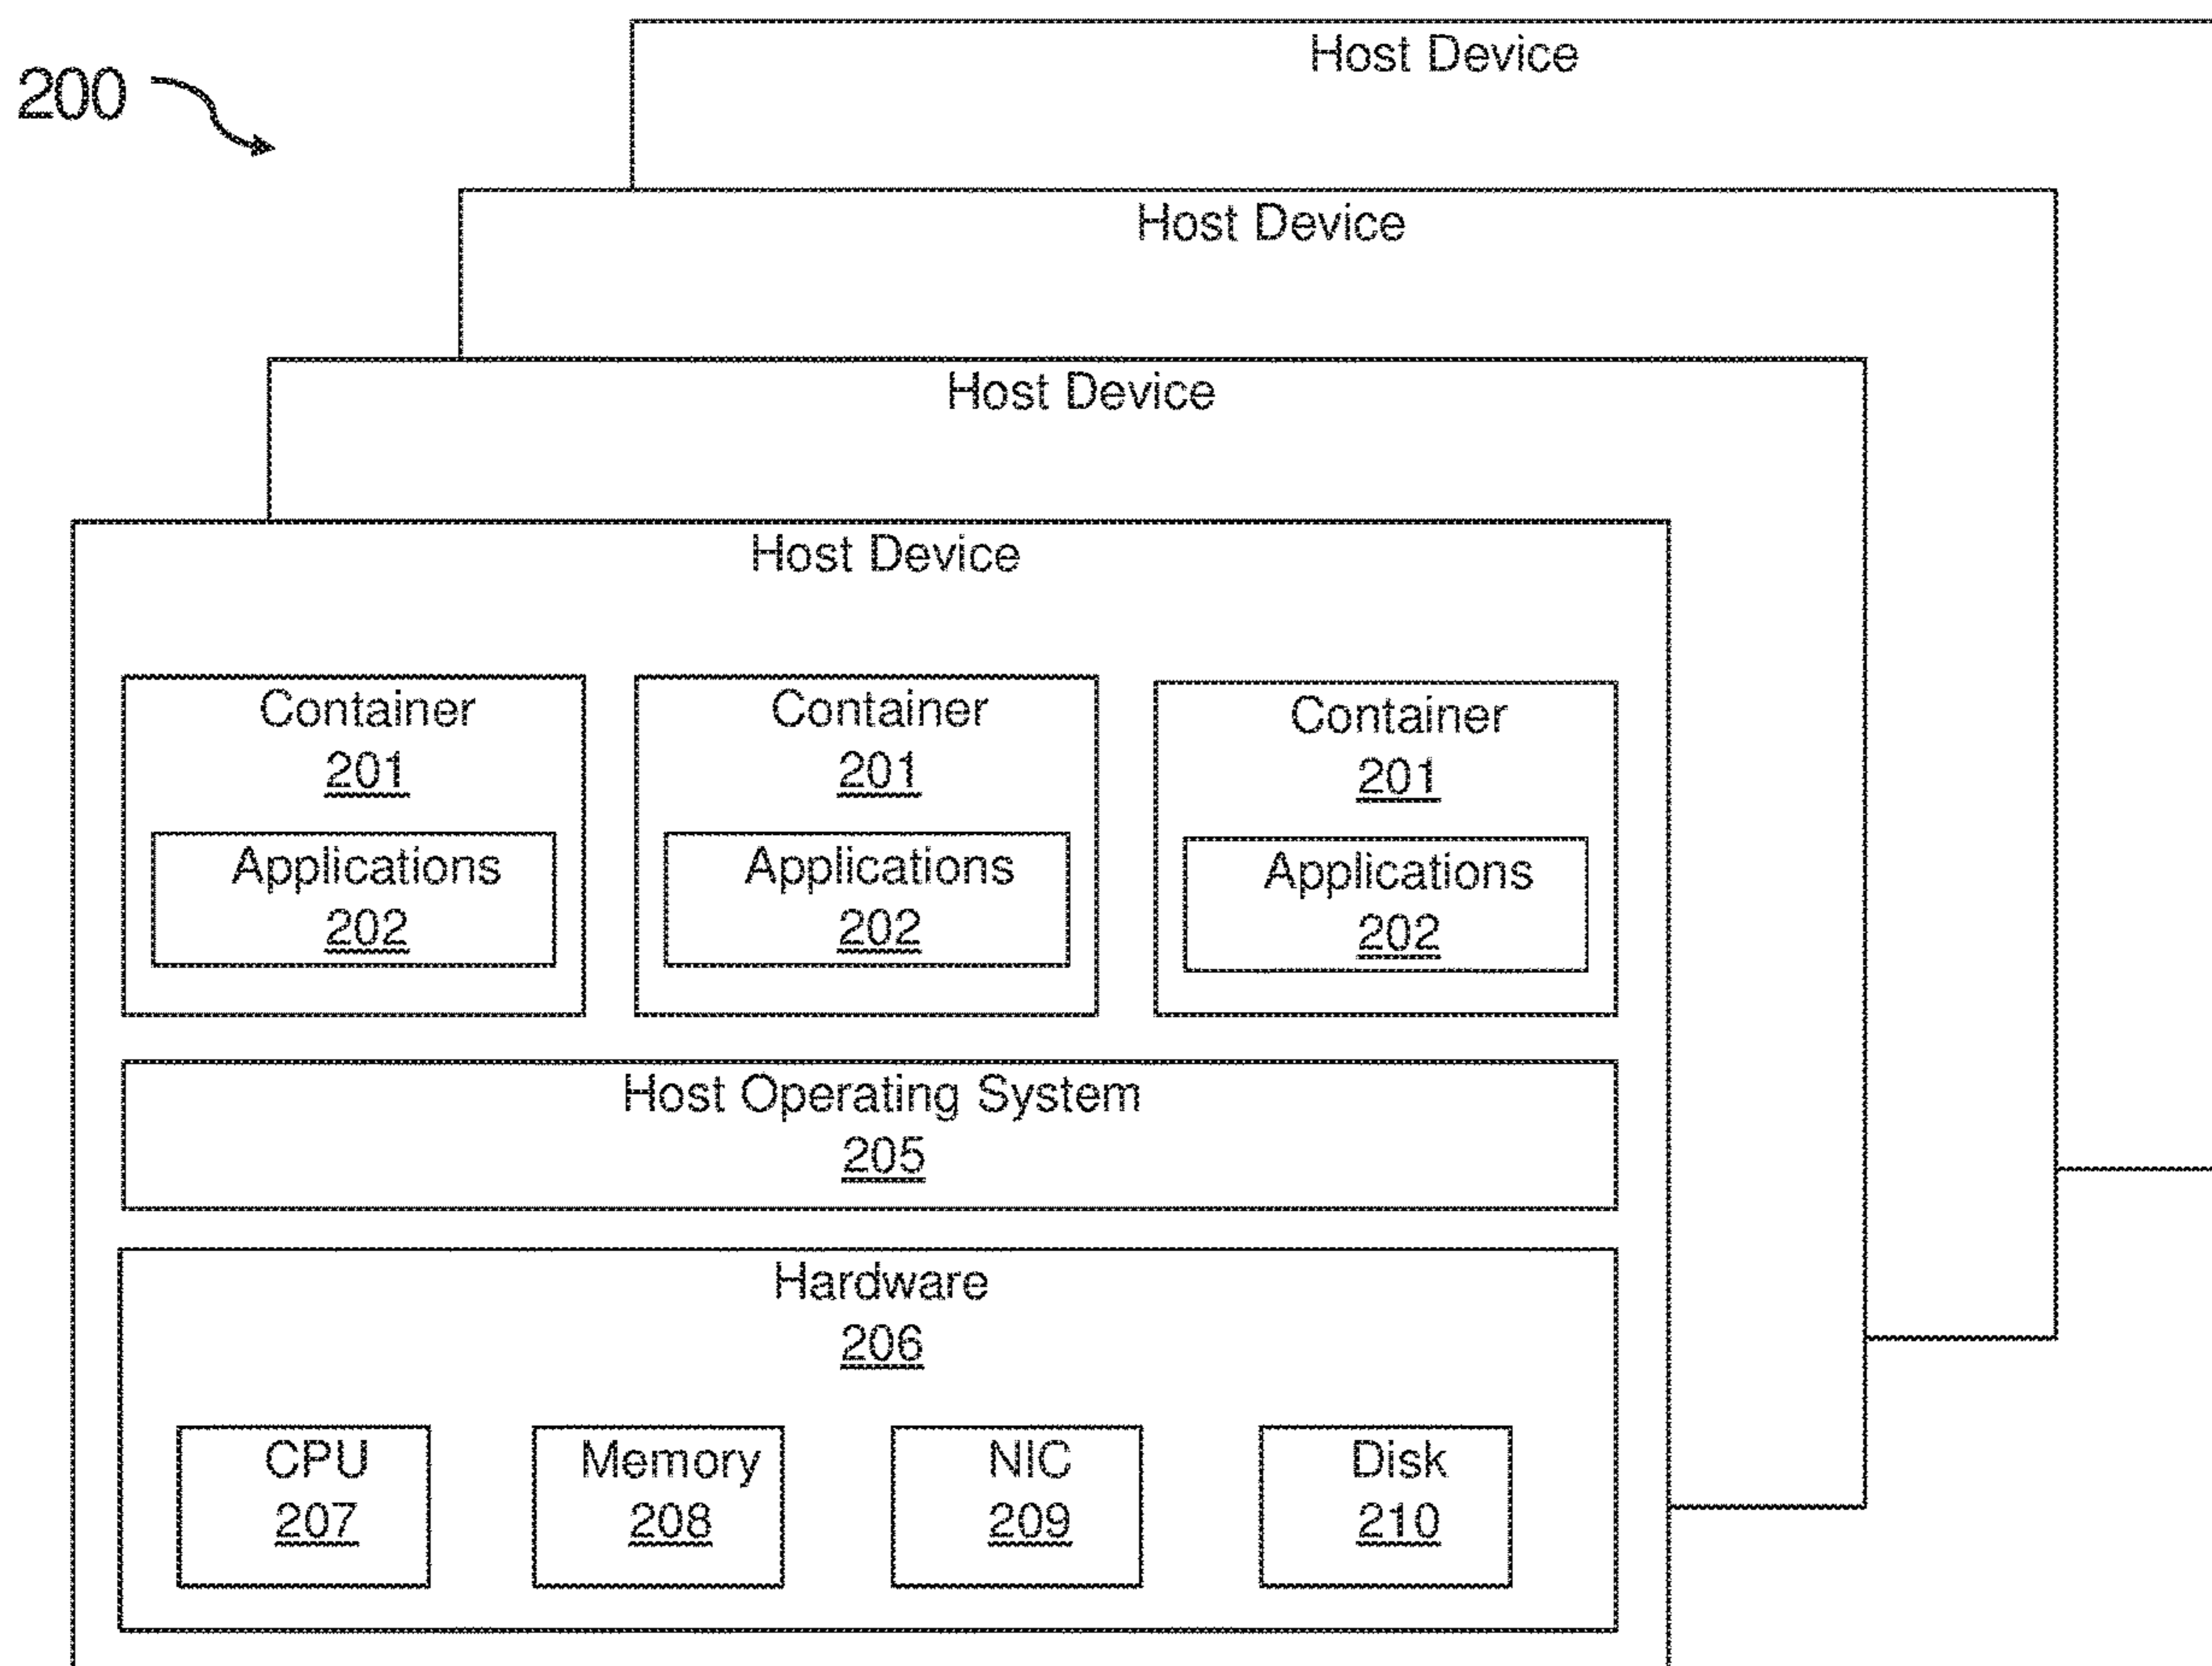 200
Host Device
Host Device
Host Device
Host Device
Container
201
Applications
202
Container
201
Applications
202
Container
201
Applications
202
Host Operating System
205
Hardware
206
CPU
207
Memory
208
NIC
209
Disk
210